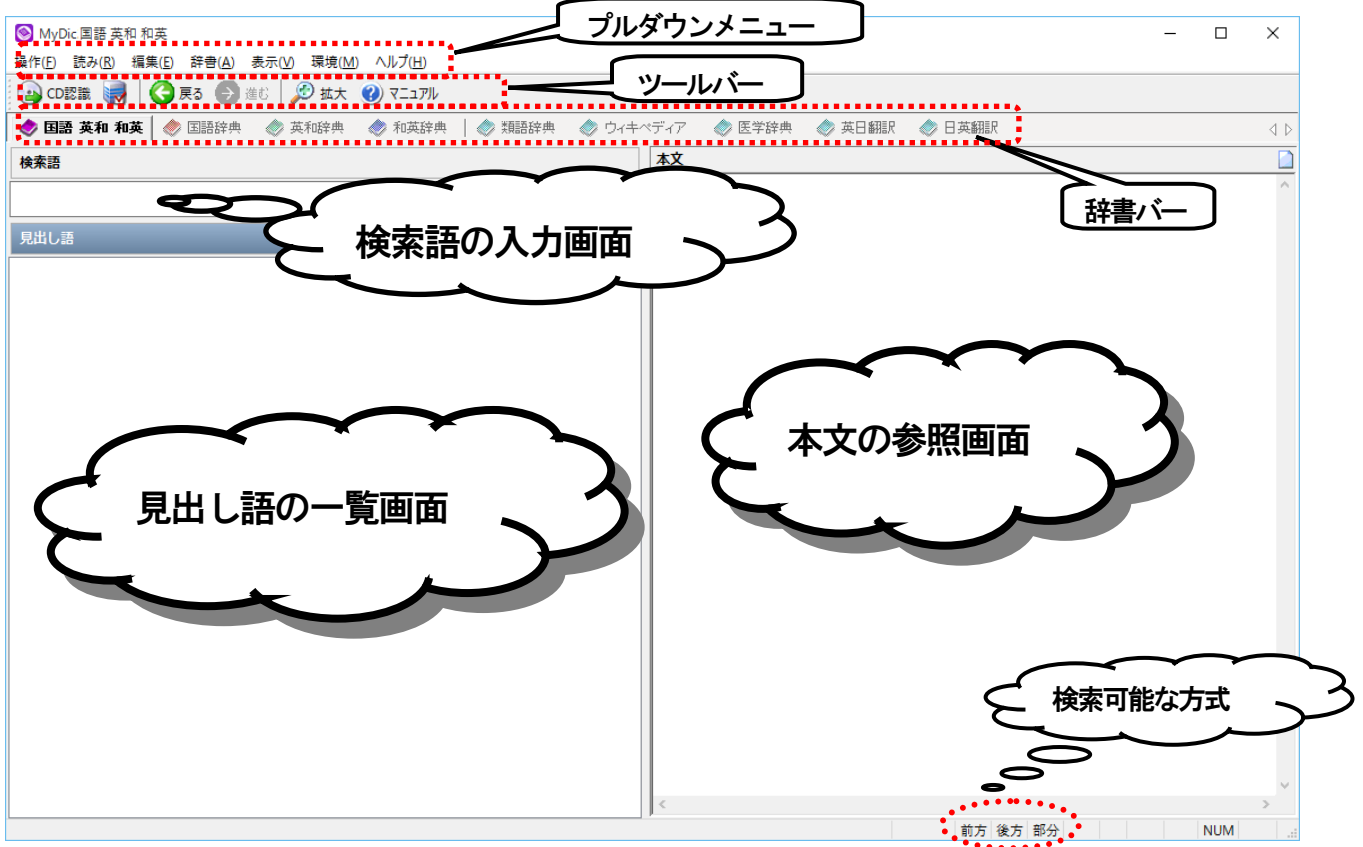 プルダウンメニュー
MyDic 国語 英和 和英
操作(F) 読み(R) 編集(E) 辞書(A) 表示(V) 環境(M) ヘルプ(H)
ツールバー
CD認識 戻る 進む 拡大 マニュアル
国語 英和 和英 国語辞典 英和辞典 和英辞典 類語辞典 ウィキペディア 医学辞典 英日翻訳 日英翻訳
検索語 本文
辞書バー
検索語の入力画面
見出し語
本文の参照画面
見出し語の一覧画面
検索可能な方式
前方 後方 部分 NUM